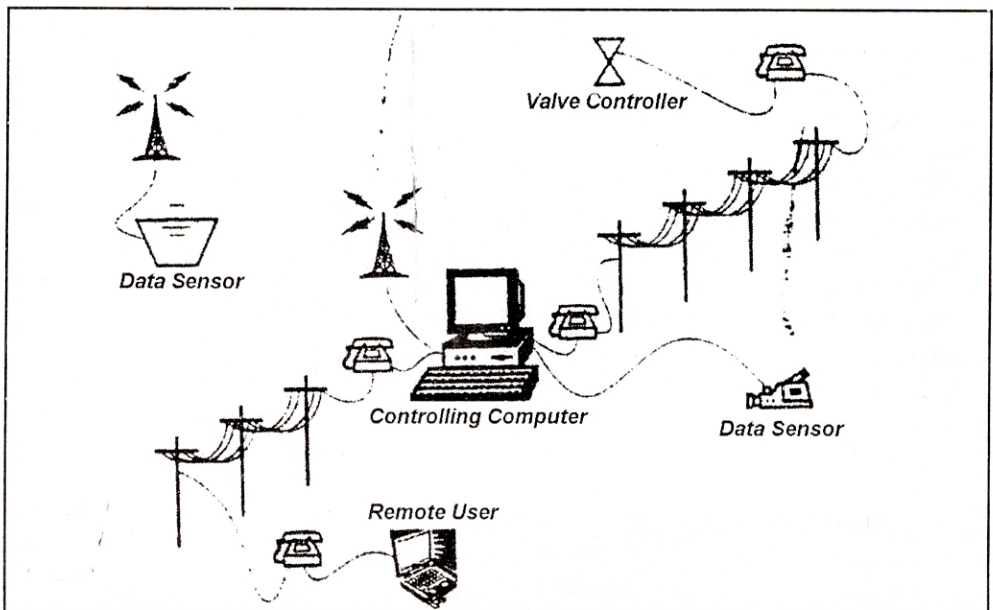 Valve Controller
Data Sensor
Controlling Computer
Data Sensor
Remote User